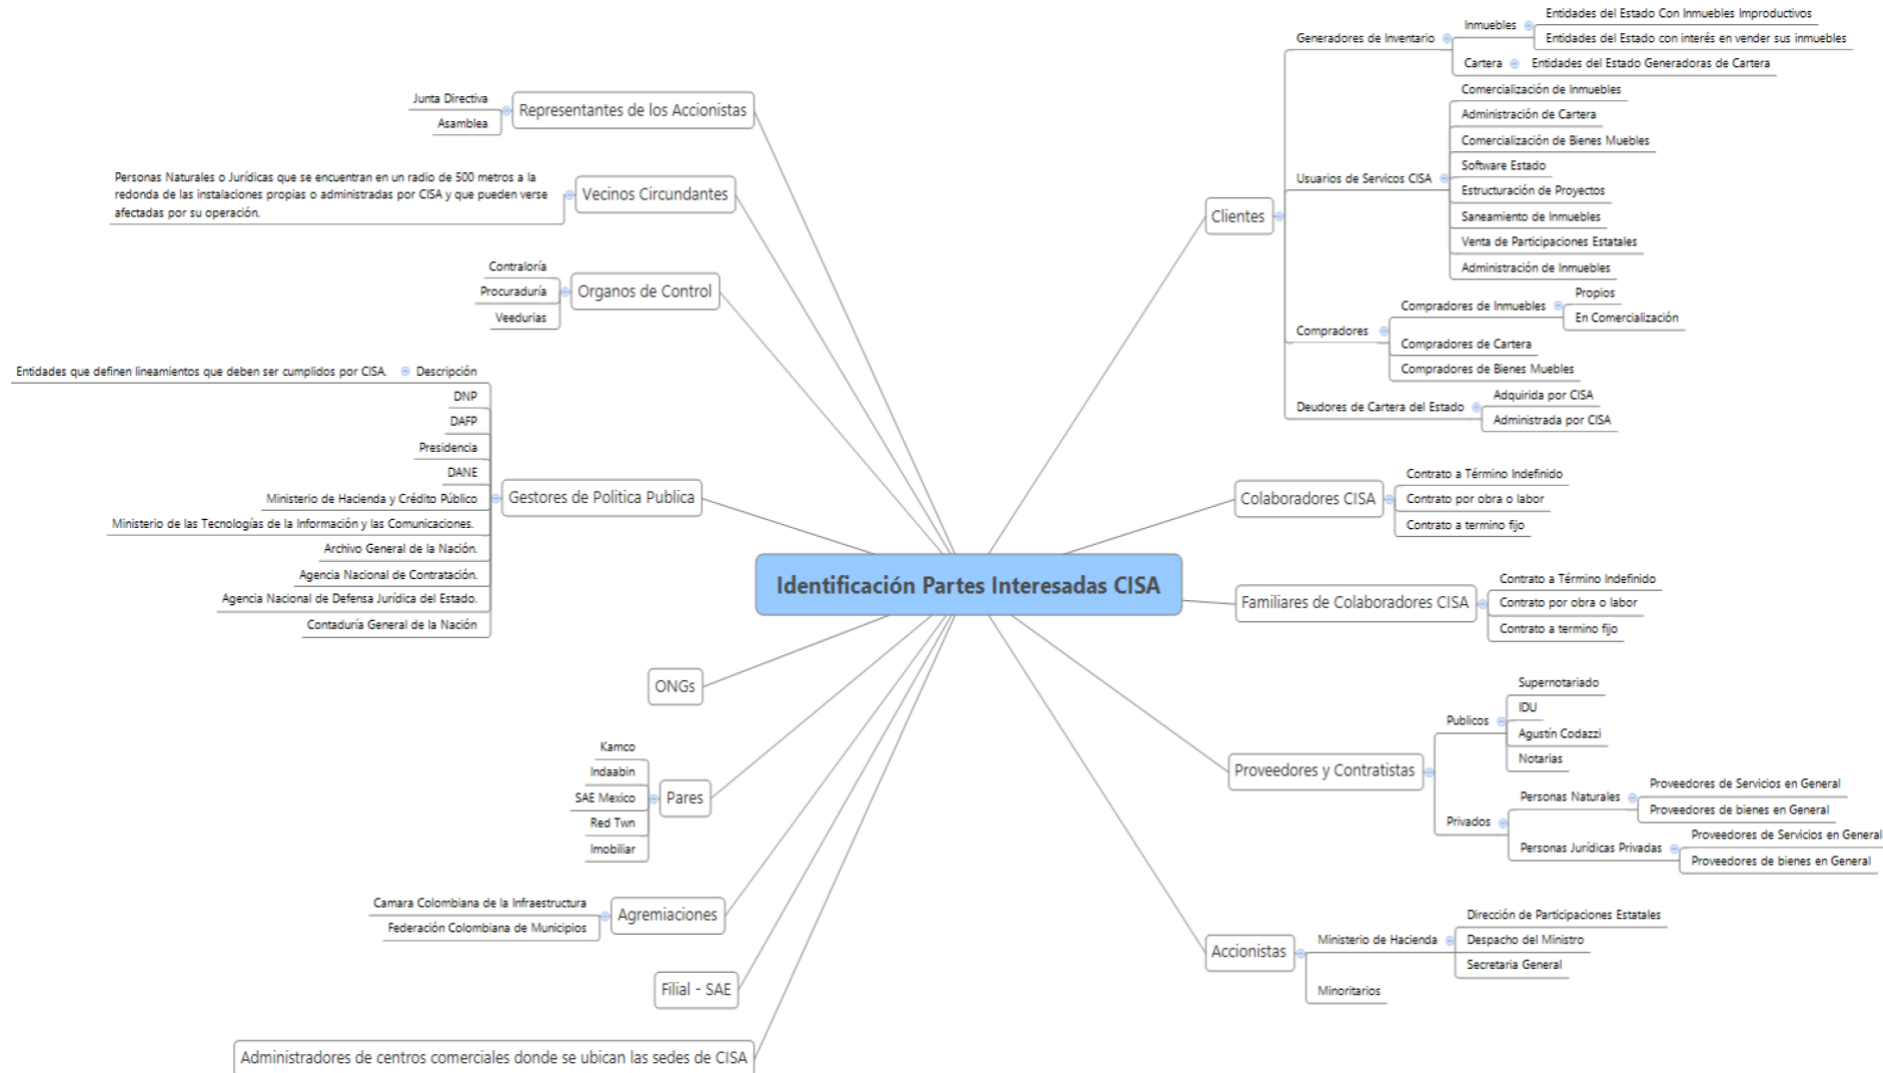 Identificación Partes Interesadas CISA
Representantes de los Accionistas
Junta Directiva
Asamblea
Vecinos Circundantes
Personas Naturales o Jurídicas que se encuentran en un radio de 500 metros a la
redonda de las instalaciones propias o administradas por CISA y que pueden verse
afectadas por su operación.
Organos de Control
Contraloría
Procuraduría
Veedurias
Gestores de Politica Publica
Descripción
Entidades que definen lineamientos que deben ser cumplidos por CISA.
DNP
DAFP
Presidencia
DANE
Ministerio de Hacienda y Crédito Público
Ministerio de las Tecnologías de la Información y las Comunicaciones.
Archivo General de la Nación.
Agencia Nacional de Contratación.
Agencia Nacional de Defensa Jurídica del Estado.
Contaduría General de la Nación
ONGs
Pares
Kamco
Indaabin
SAE Mexico
Red Twn
Imobiliar
Agremiaciones
Camara Colombiana de la Infraestructura
Federación Colombiana de Municipios
Filial - SAE
Administradores de centros comerciales donde se ubican las sedes de CISA
Clientes
Generadores de Inventario
Inmuebles
Entidades del Estado Con Inmuebles Improductivos
Entidades del Estado con interés en vender sus inmuebles
Cartera
Entidades del Estado Generadoras de Cartera
Usuarios de Servicos CISA
Comercialización de Inmuebles
Administración de Cartera
Comercialización de Bienes Muebles
Software Estado
Estructuración de Proyectos
Saneamiento de Inmuebles
Venta de Participaciones Estatales
Administración de Inmuebles
Compradores
Compradores de Inmuebles
Propios
En Comercialización
Compradores de Cartera
Compradores de Bienes Muebles
Deudores de Cartera del Estado
Adquirida por CISA
Administrada por CISA
Colaboradores CISA
Contrato a Término Indefinido
Contrato por obra o labor
Contrato a termino fijo
Familiares de Colaboradores CISA
Contrato a Término Indefinido
Contrato por obra o labor
Contrato a termino fijo
Proveedores y Contratistas
Publicos
Supernotariado
IDU
Agustín Codazzi
Notarias
Privados
Personas Naturales
Proveedores de Servicios en General
Proveedores de bienes en General
Personas Jurídicas Privadas
Proveedores de Servicios en General
Proveedores de bienes en General
Accionistas
Ministerio de Hacienda
Dirección de Participaciones Estatales
Despacho del Ministro
Secretaria General
Minoritarios